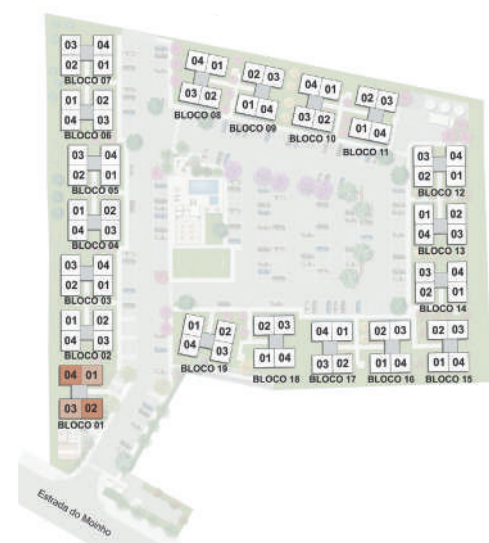 03 04
02 01
BLOCO 07
01 02
04 03
BLOCO 06
03 04
02 01
BLOCO 05
01 02
04 03
BLOCO 04
03 04
02 01
BLOCO 03
01 02
04 03
BLOCO 02
04 01
03 02
BLOCO 01
04 01
03 02
BLOCO 08
02 03
01 04
BLOCO 09
04 01
03 02
BLOCO 10
02 03
01 04
BLOCO 11
03 04
02 01
BLOCO 12
01 02
04 03
BLOCO 13
03 04
02 01
BLOCO 14
01 02
04 03
BLOCO 19
02 03
01 04
BLOCO 18
04 01
03 02
BLOCO 17
02 03
01 04
BLOCO 16
02 03
01 04
BLOCO 15
Estrada do Moinho